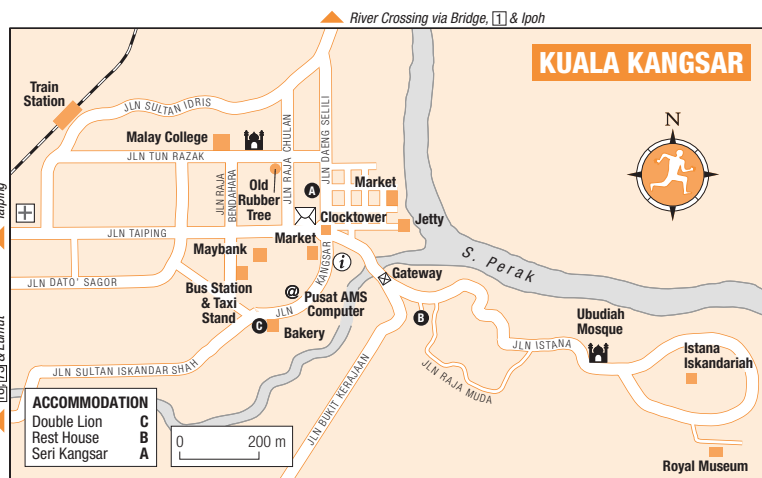 River Crossing via Bridge, 1 & Ipoh
KUALA KANGSAR
Train
Station
JLN SULTAN IDRIS
Malay College
JLN TUN RAZAK
JLN RAJA CHULAN
JLN DAENG SELILI
N
JLN RAJA
BENDAHARA
Old
Rubber
Tree
A
Market
Taiping
JLN TAIPING
Clocktower
Jetty
Maybank
Market
KANGSAR
i
Gateway
S. Perak
JLN DATO' SAGOR
Bus Station
& Taxi
Stand
@
Pusat AMS
Computer
JLN
C
Bakery
B
Ubudiah
Mosque
JLN ISTANA
Istana
Iskandariah
JLN SULTAN ISKANDAR SHAH
JLN RAJA MUDA
JLN BUKIT KERAJAAN
73 & Lumut
ACCOMMODATION
Double Lion C
Rest House B
Seri Kangsar A
0 200 m
Royal Museum